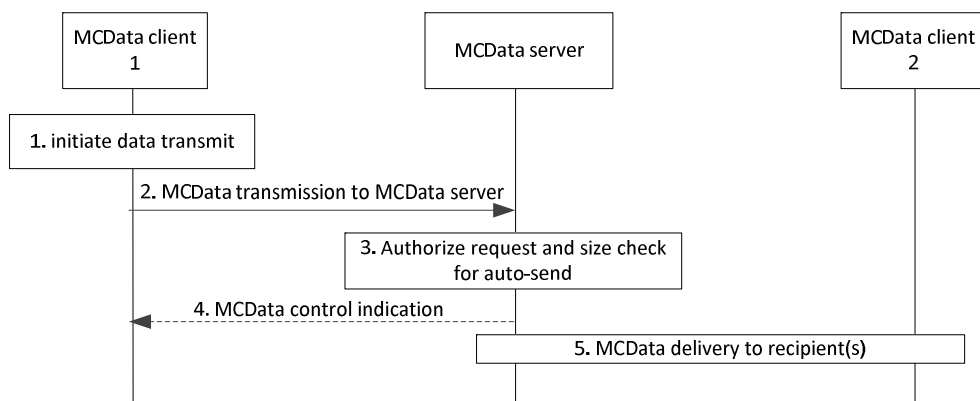 MCData client
1
MCData server
MCData client
2
1. initiate data transmit
2. MCData transmission to MCData server
3. Authorize request and size check
for auto-send
4. MCData control indication
5. MCData delivery to recipient(s)